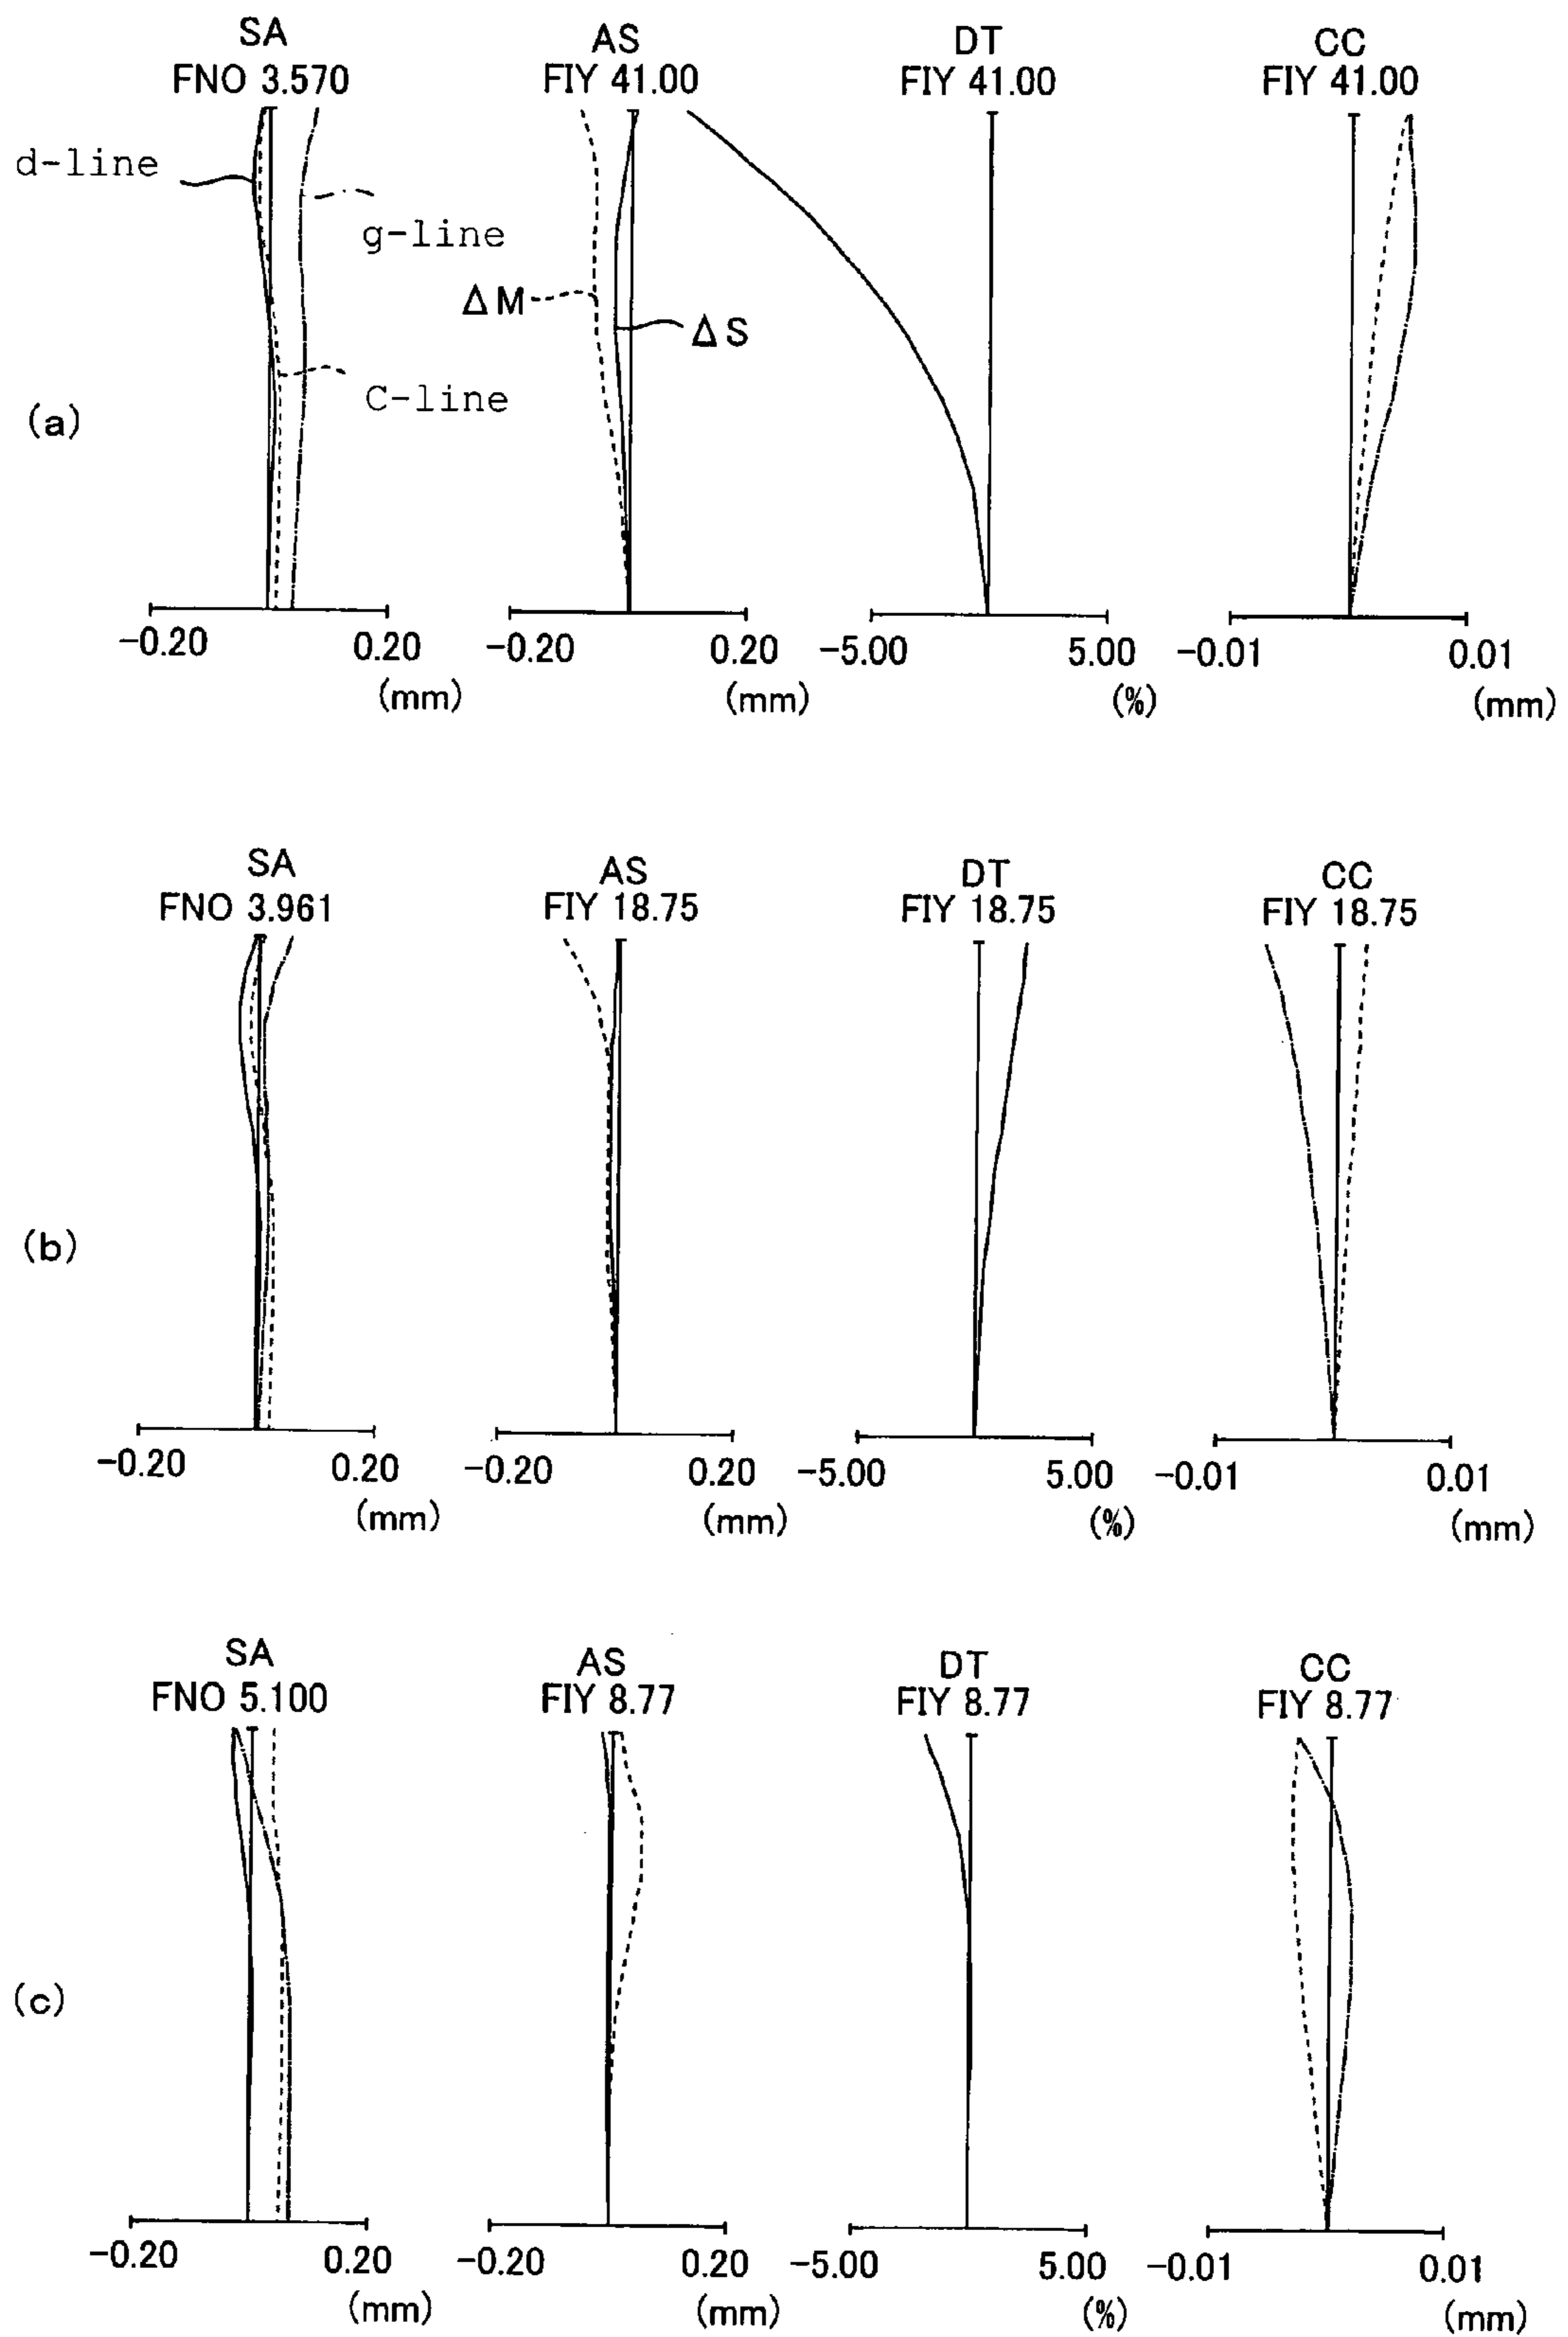 SA AS DT CC
FNO 3.570 FIY 41.00 FIY 41.00 FIY 41.00
d-line
g-line
ΔM
ΔS
C-line
(a)
-0.20 0.20 -0.20 0.20 -5.00 5.00 -0.01 0.01
(mm) (mm) (%) (mm)
SA AS DT CC
FNO 3.961 FIY 18.75 FIY 18.75 FIY 18.75
(b)
-0.20 0.20 -0.20 0.20 -5.00 5.00 -0.01 0.01
(mm) (mm) (%) (mm)
SA AS DT CC
FNO 5.100 FIY 8.77 FIY 8.77 FIY 8.77
(c)
-0.20 0.20 -0.20 0.20 -5.00 5.00 -0.01 0.01
(mm) (mm) (%) (mm)